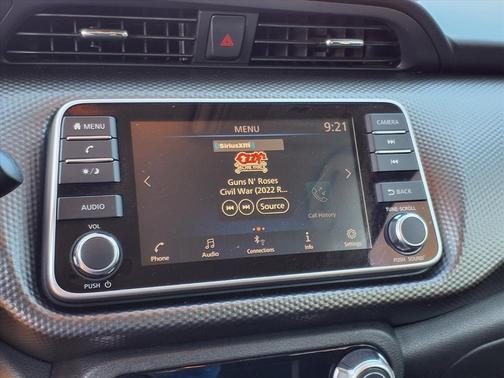 MENU
AUDIO
VOL
PUSH
MENU
9:21
SiriusXM
Guns N' Roses
Civil War (2022 R...
Source
Call History
Phone
Audio
Connections
Info
Settings
CAMERA
BACK
TUNE·SCROLL
PUSH SOUND